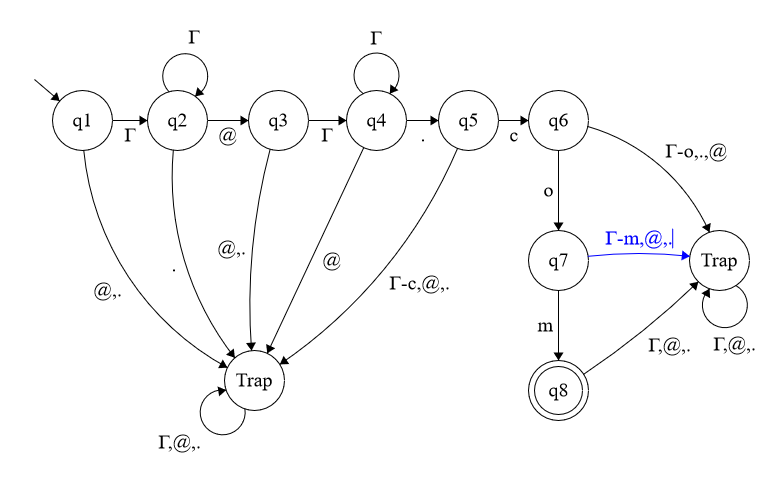 Γ
Γ
q1
Γ
q2
@
q3
Γ
q4
.
q5
c
q6
Γ-o,.,@
o
@,.
.
@,.
@
Γ-c,@,.
q7
Γ-m,@,.
Trap
m
Γ,@,.
Γ,@,.
Trap
q8
Γ,@,.